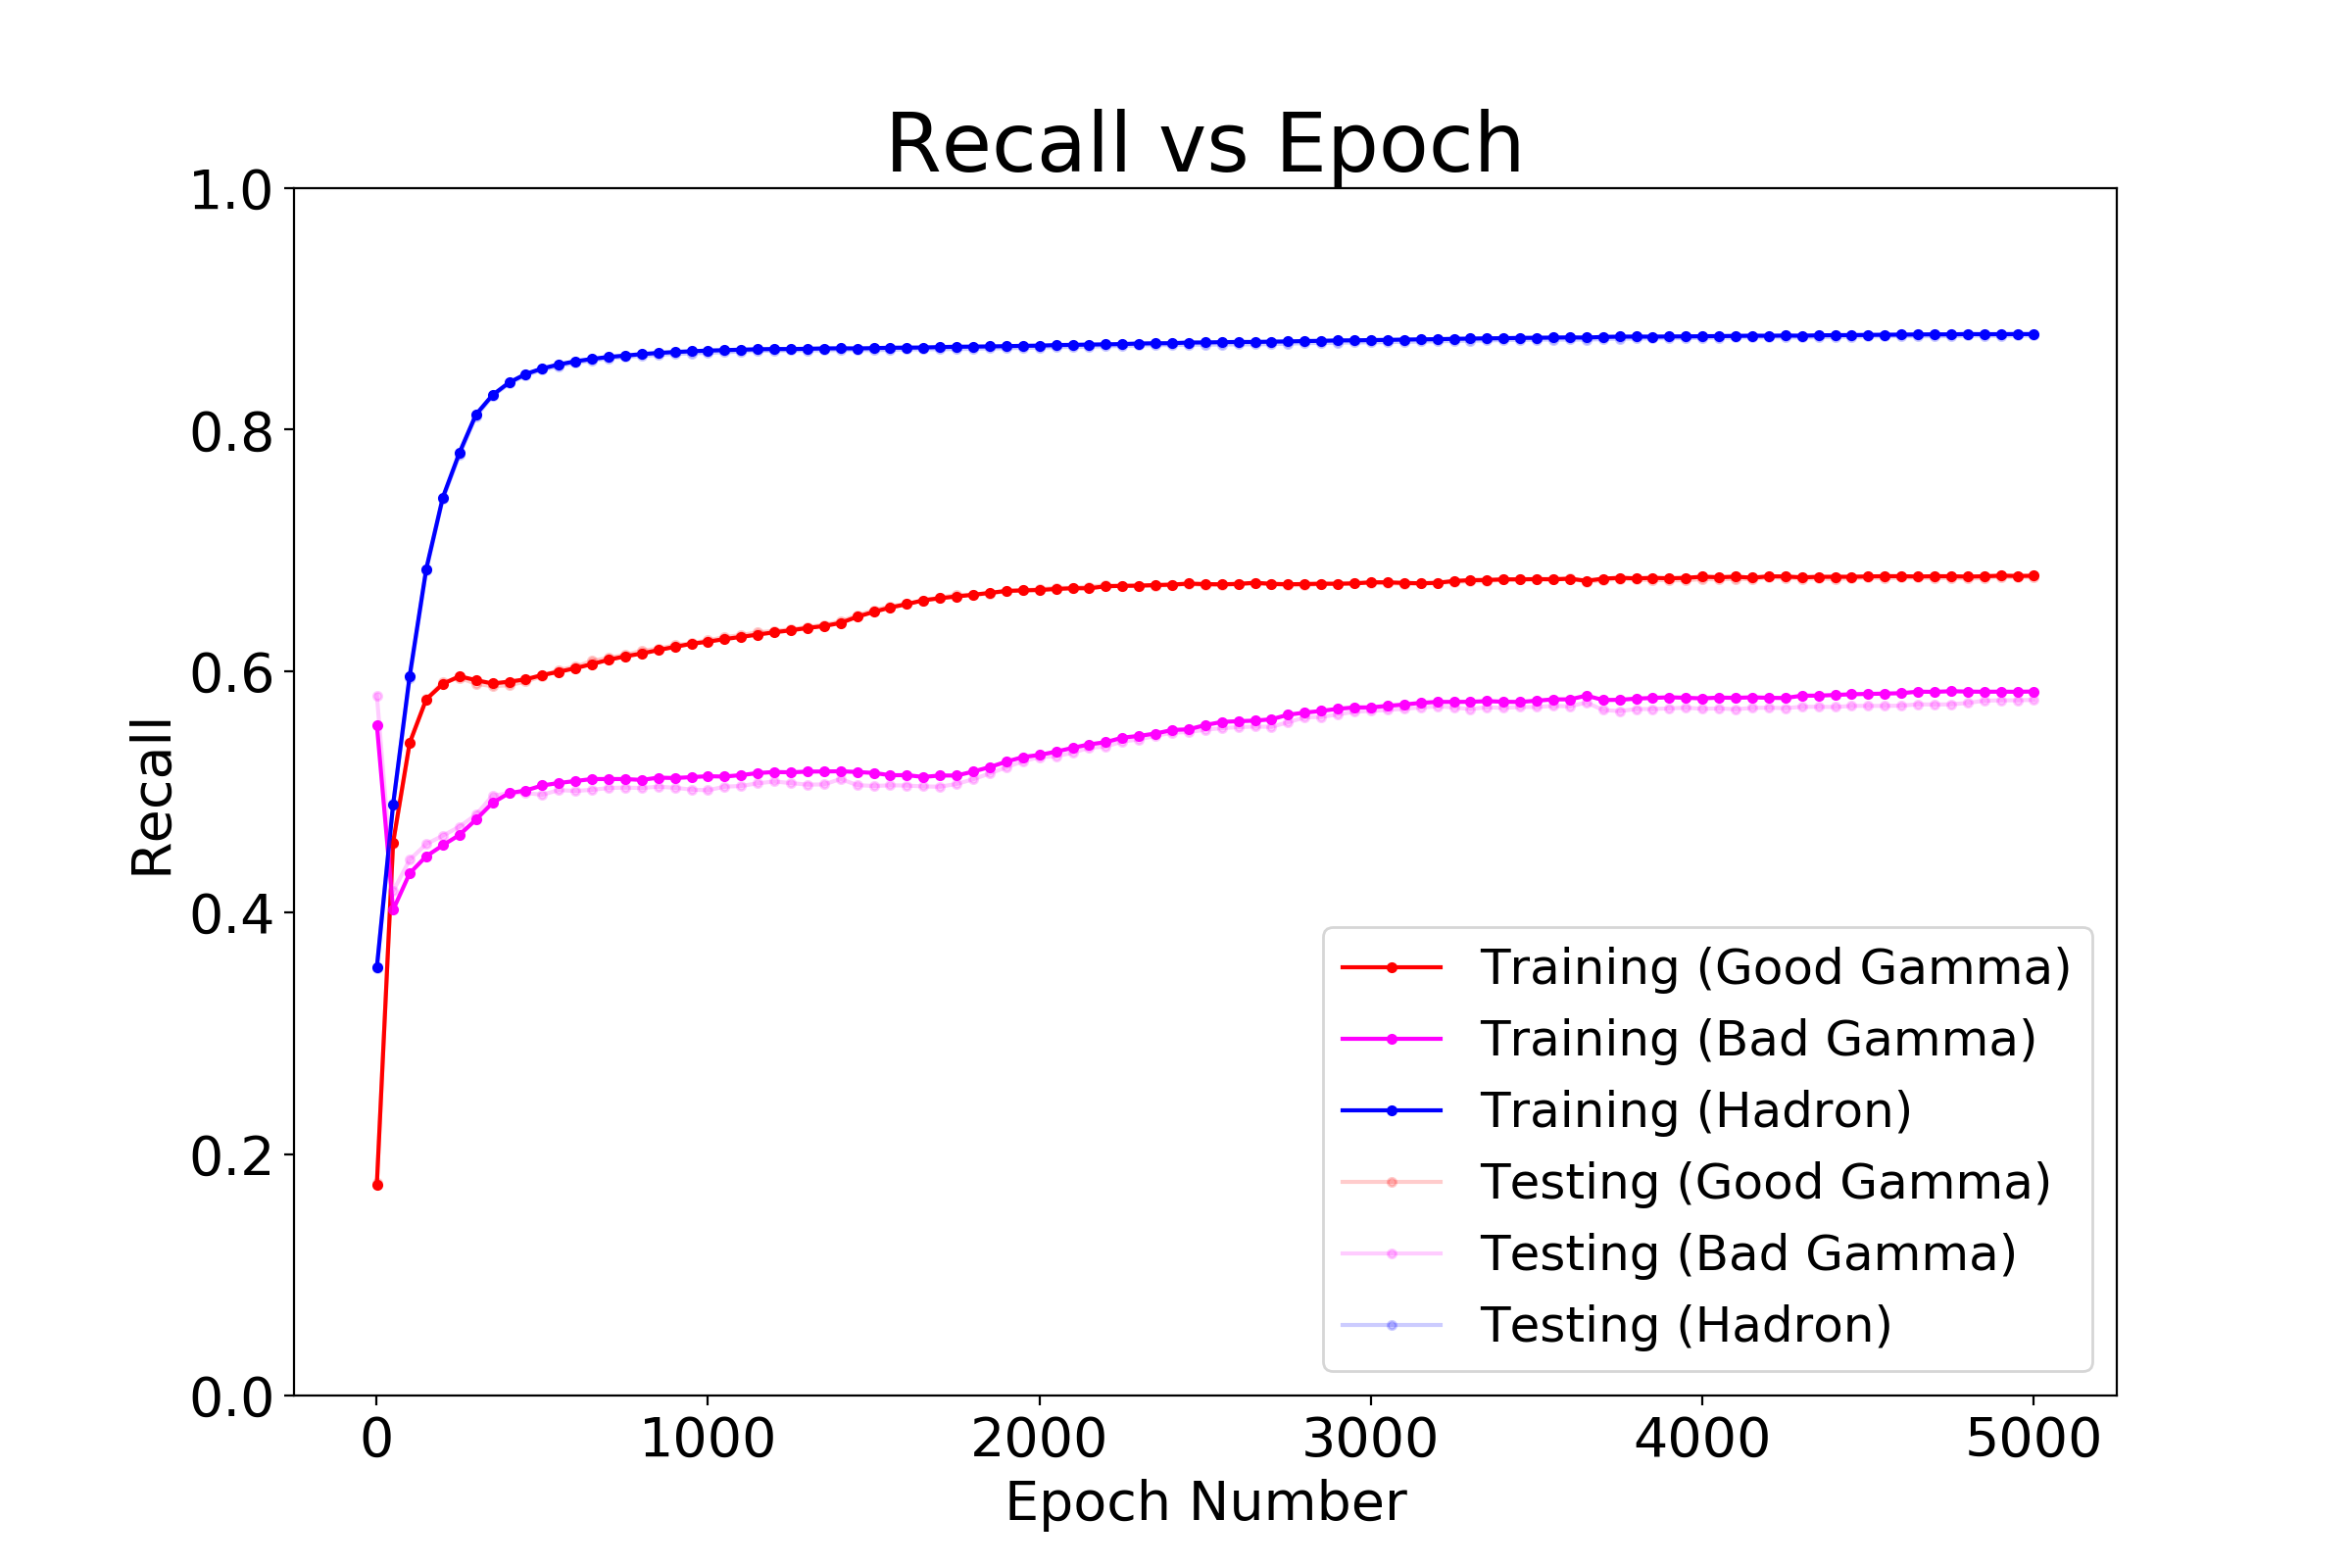 Recall vs Epoch
1.0
0.8
0.6
0.4
0.2
0.0
Recall
0 1000 2000 3000 4000 5000
Epoch Number
Training (Good Gamma)
Training (Bad Gamma)
Training (Hadron)
Testing (Good Gamma)
Testing (Bad Gamma)
Testing (Hadron)